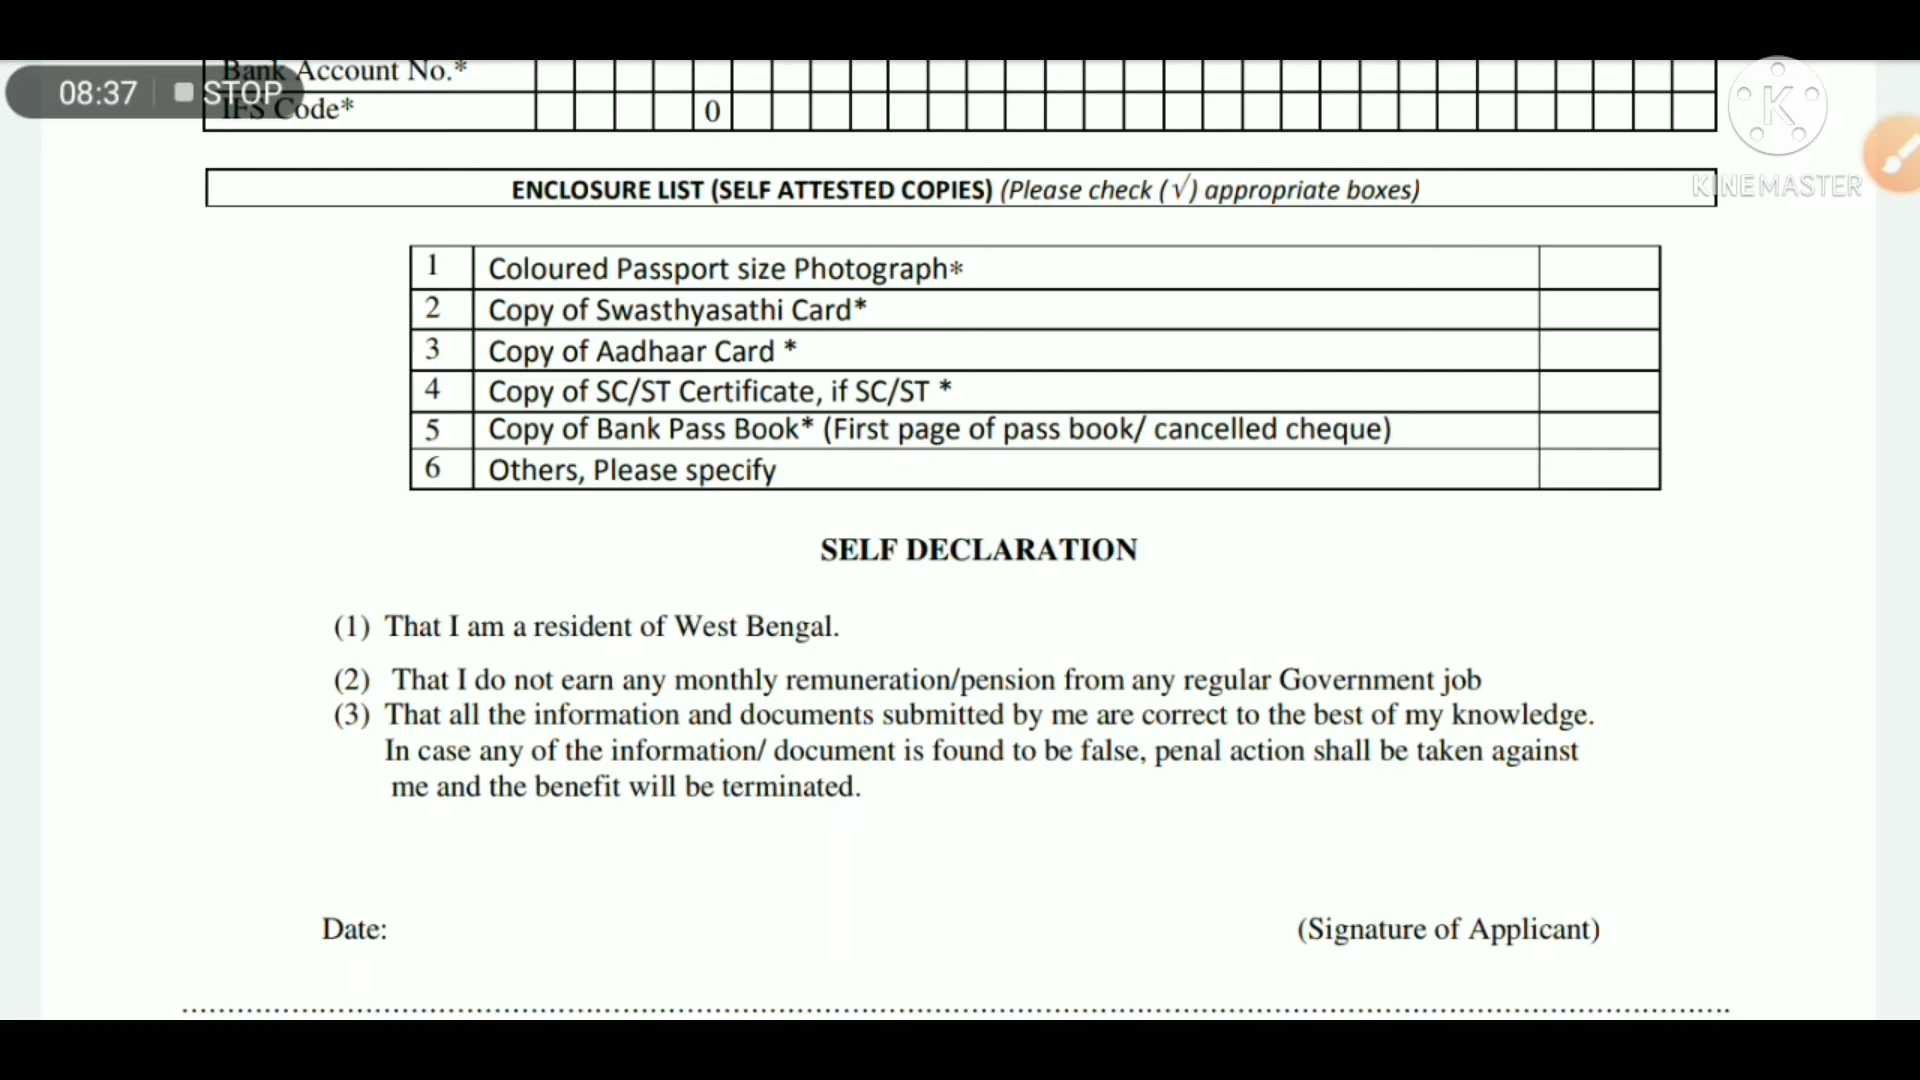 Bank Account No.*
08:37 STOP
IFS Code* 0
K
KINEMASTER
ENCLOSURE LIST (SELF ATTESTED COPIES) (Please check (√) appropriate boxes)
1 Coloured Passport size Photograph*
2 Copy of Swasthyasathi Card*
3 Copy of Aadhaar Card *
4 Copy of SC/ST Certificate, if SC/ST *
5 Copy of Bank Pass Book* (First page of pass book/ cancelled cheque)
6 Others, Please specify
SELF DECLARATION
(1) That I am a resident of West Bengal.
(2) That I do not earn any monthly remuneration/pension from any regular Government job
(3) That all the information and documents submitted by me are correct to the best of my knowledge.
In case any of the information/ document is found to be false, penal action shall be taken against
me and the benefit will be terminated.
Date: (Signature of Applicant)